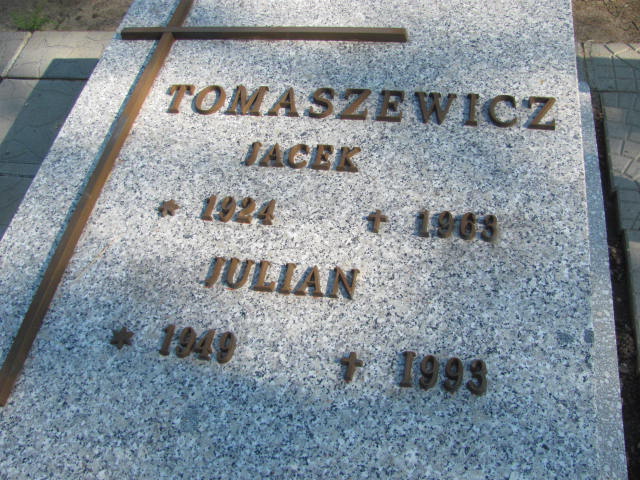 TOMASZEWICZ
JACEK
* 1924 † 1963
JULIAN
* 1949 † 1993